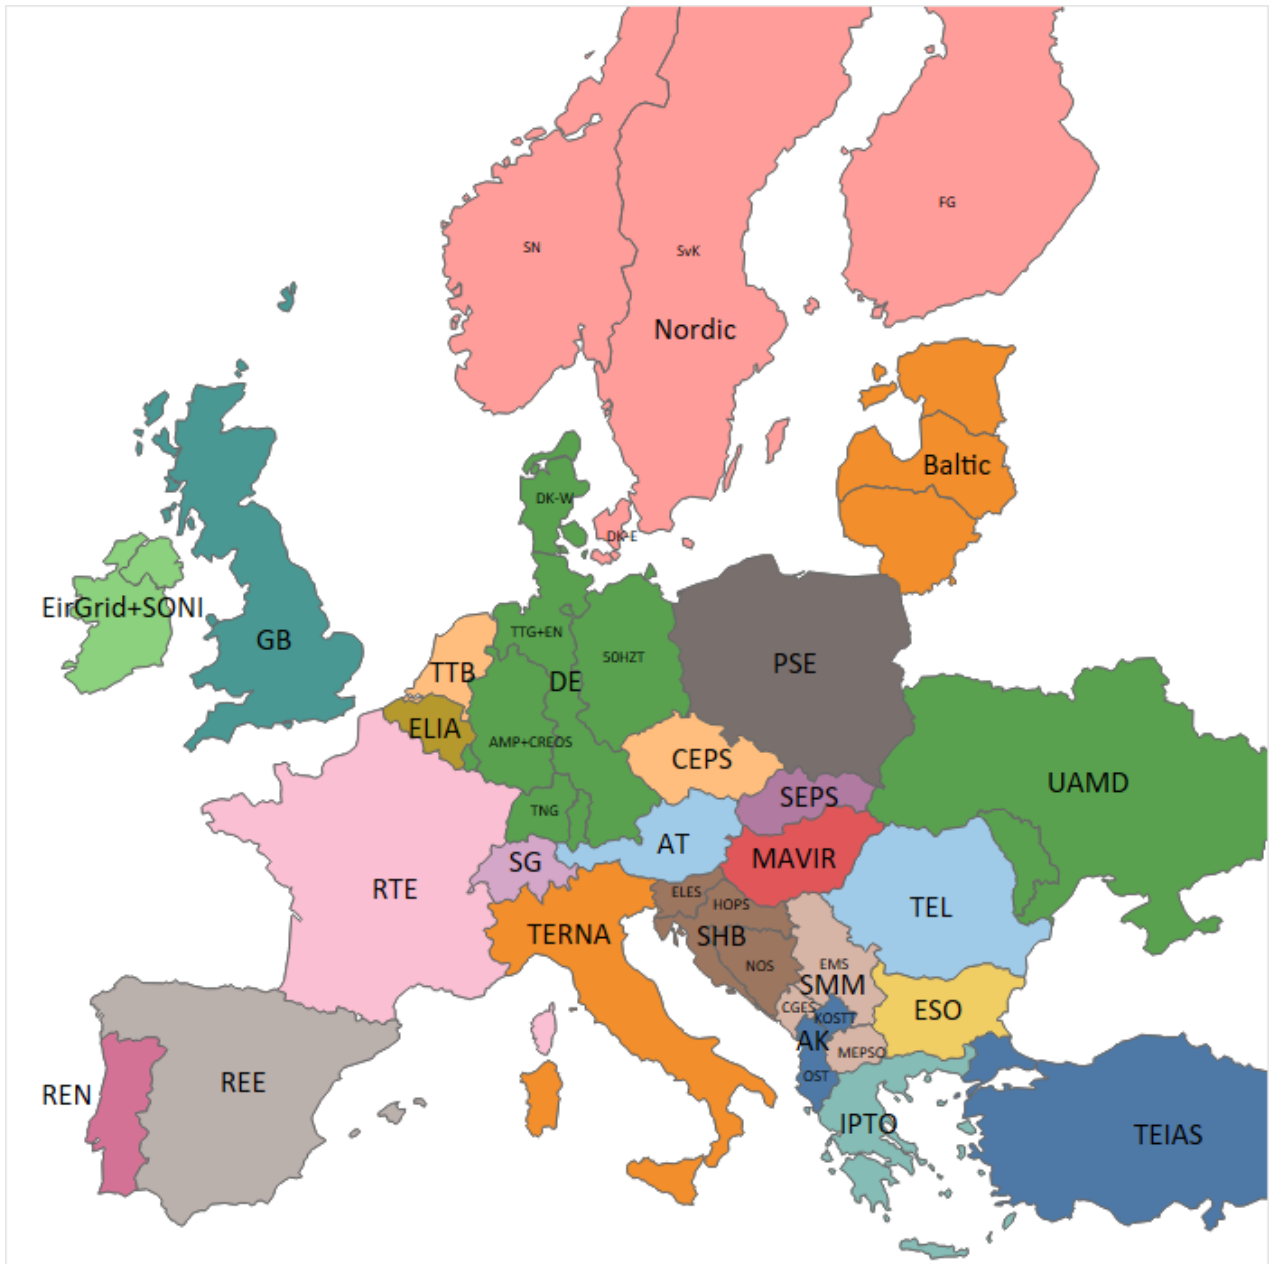 FG
SN
SvK
Nordic
Baltic
DK-W
DK-E
EirGrid+SONI
GB
TTG+EN
50HZT
PSE
TTB
DE
ELIA
AMP+CREOS
CEPS
UAMD
SEPS
TNG
AT
SG
MAVIR
RTE
ELES
HOPS
TEL
TERNA
SHB
NOS
EMS
SMM
CGES
ESO
KOSTT
AK
MEPSO
OST
REE
REN
IPTO
TEIAS